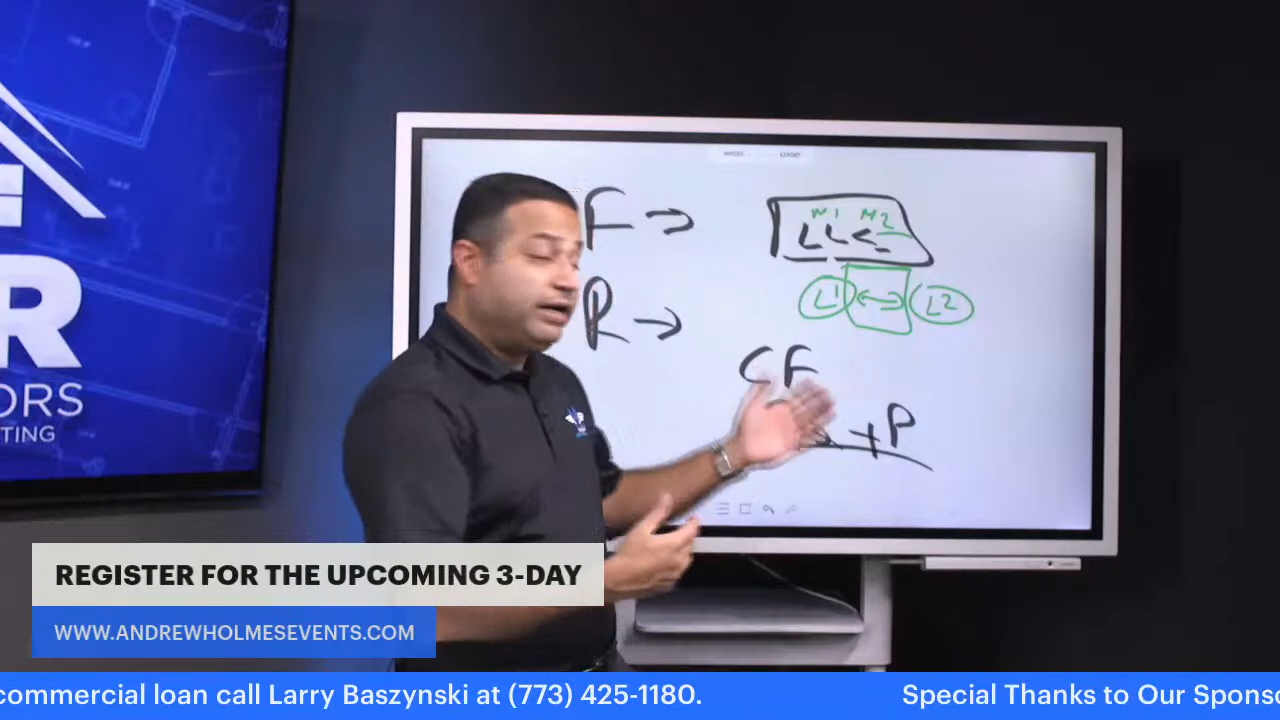 R
ORS
TING
F →
R →
M1 M2
LLC
L1 ↔ L2
CF
+P
REGISTER FOR THE UPCOMING 3-DAY
WWW.ANDREWHOLMESEVENTS.COM
commercial loan call Larry Baszynski at (773) 425-1180. Special Thanks to Our Sponso